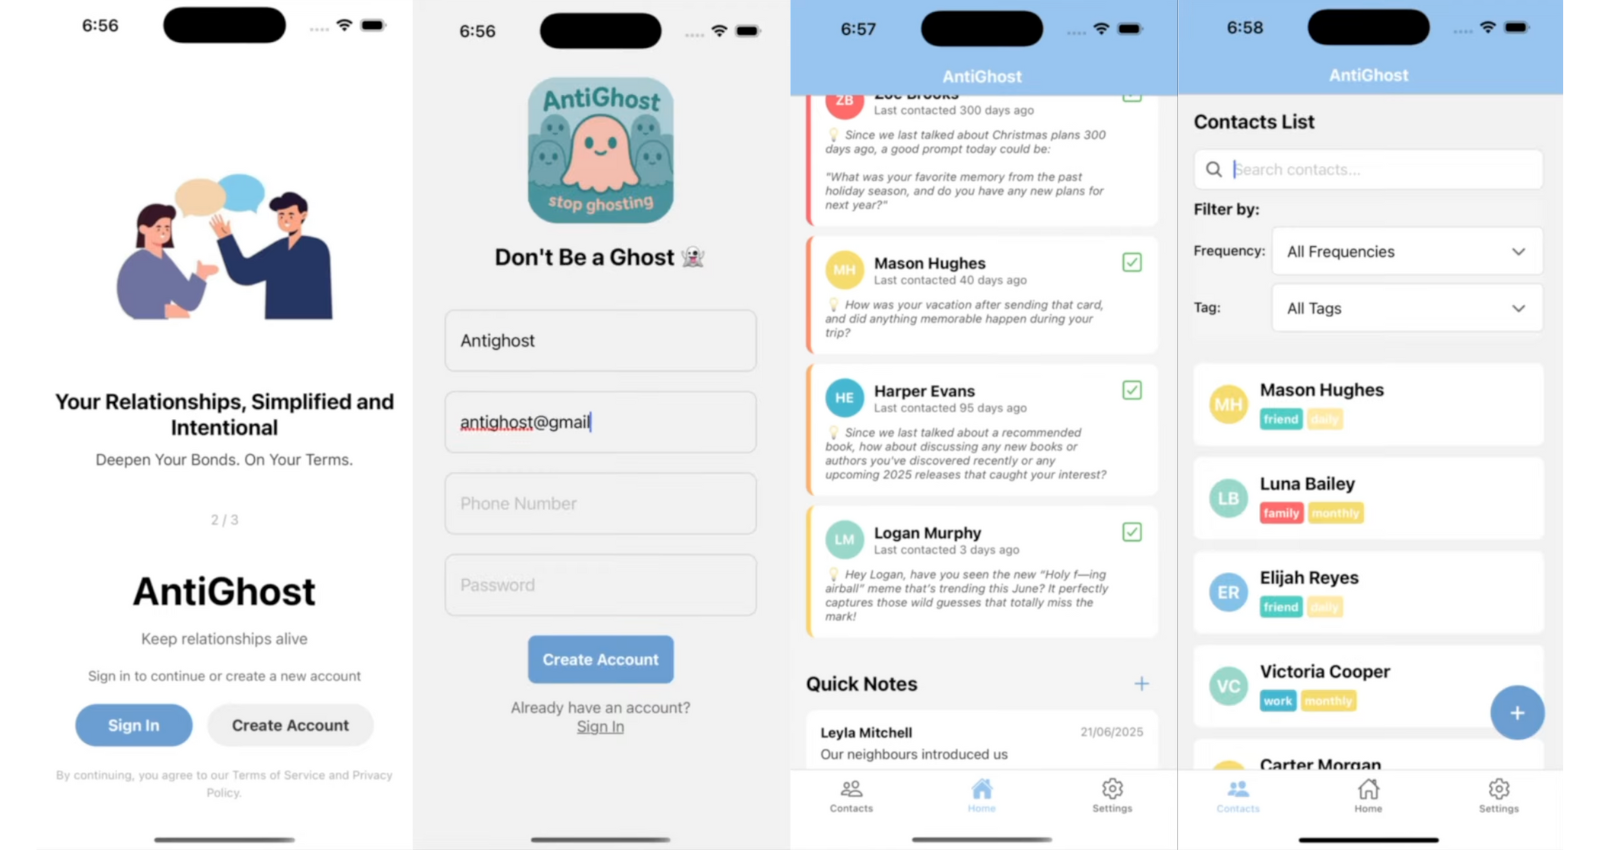 6:56
Your Relationships, Simplified and
Intentional
Deepen Your Bonds. On Your Terms.
2 / 3
AntiGhost
Keep relationships alive
Sign in to continue or create a new account
Sign In
Create Account
By continuing, you agree to our Terms of Service and Privacy
Policy.
6:56
AntiGhost
stop ghosting
Don't Be a Ghost 👻
Antighost
antighost@gmail
Phone Number
Password
Create Account
Already have an account?
Sign In
6:57
AntiGhost
ZB
Zoe Brooks
Last contacted 300 days ago
💡 Since we last talked about Christmas plans 300
days ago, a good prompt today could be:
"What was your favorite memory from the past
holiday season, and do you have any new plans for
next year?"
MH
Mason Hughes
Last contacted 40 days ago
💡 How was your vacation after sending that card,
and did anything memorable happen during your
trip?
HE
Harper Evans
Last contacted 95 days ago
💡 Since we last talked about a recommended
book, how about discussing any new books or
authors you've discovered recently or any
upcoming 2025 releases that caught your interest?
LM
Logan Murphy
Last contacted 3 days ago
💡 Hey Logan, have you seen the new “Holy f—ing
airball” meme that's trending this June? It perfectly
captures those wild guesses that totally miss the
mark!
Quick Notes
+
Leyla Mitchell
21/06/2025
Our neighbours introduced us
Contacts
Home
Settings
6:58
AntiGhost
Contacts List
Search contacts...
Filter by:
Frequency:
All Frequencies
Tag:
All Tags
MH
Mason Hughes
friend
daily
LB
Luna Bailey
family
monthly
ER
Elijah Reyes
friend
daily
VC
Victoria Cooper
work
monthly
+
Carter Morgan
Contacts
Home
Settings